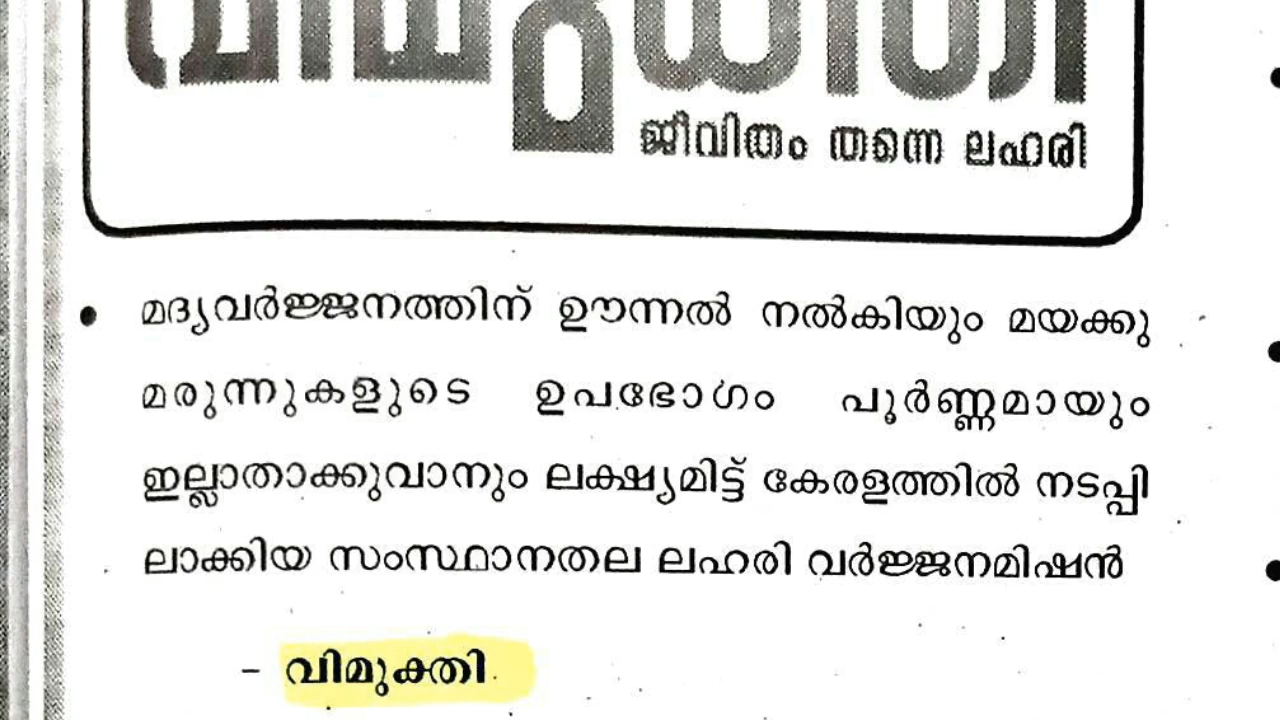 വിമുക്തി
ജീവിതം തന്നെ ലഹരി
• മദ്യവർജ്ജനത്തിന് ഊന്നൽ നൽകിയും മയക്കു
മരുന്നുകളുടെ ഉപഭോഗം പൂർണ്ണമായും
ഇല്ലാതാക്കുവാനും ലക്ഷ്യമിട്ട് കേരളത്തിൽ നടപ്പി
ലാക്കിയ സംസ്ഥാനതല ലഹരി വർജ്ജനമിഷൻ
- വിമുക്തി.